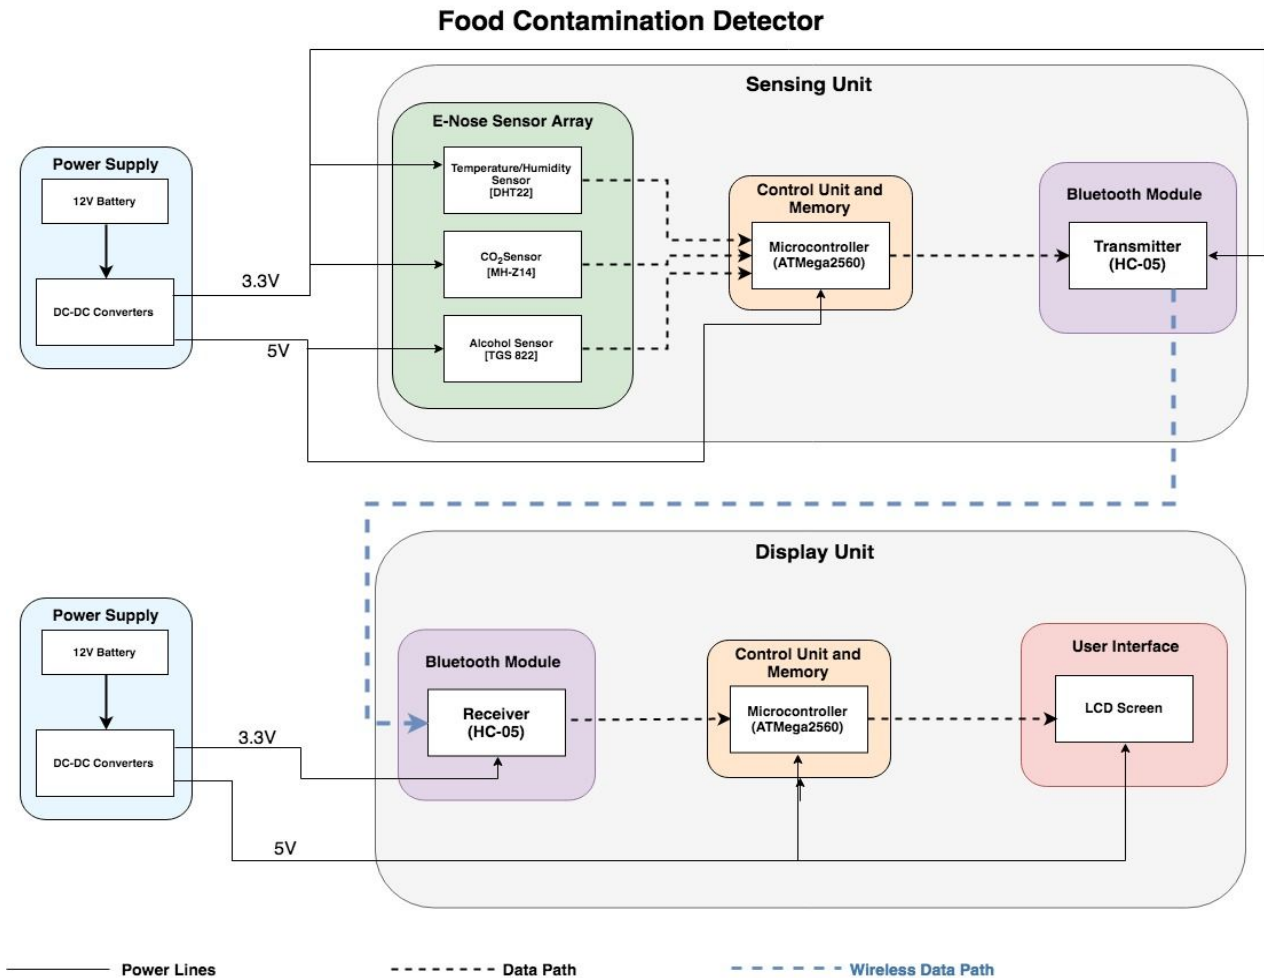 Food Contamination Detector
Sensing Unit
E-Nose Sensor Array
Power Supply
12V Battery
DC-DC Converters
3.3V
5V
Temperature/Humidity
Sensor
[DHT22]
CO₂Sensor
[MH-Z14]
Alcohol Sensor
[TGS 822]
Control Unit and
Memory
Microcontroller
(ATMega2560)
Bluetooth Module
Transmitter
(HC-05)
Display Unit
Power Supply
12V Battery
DC-DC Converters
3.3V
5V
Bluetooth Module
Receiver
(HC-05)
Control Unit and
Memory
Microcontroller
(ATMega2560)
User Interface
LCD Screen
Power Lines
Data Path
Wireless Data Path